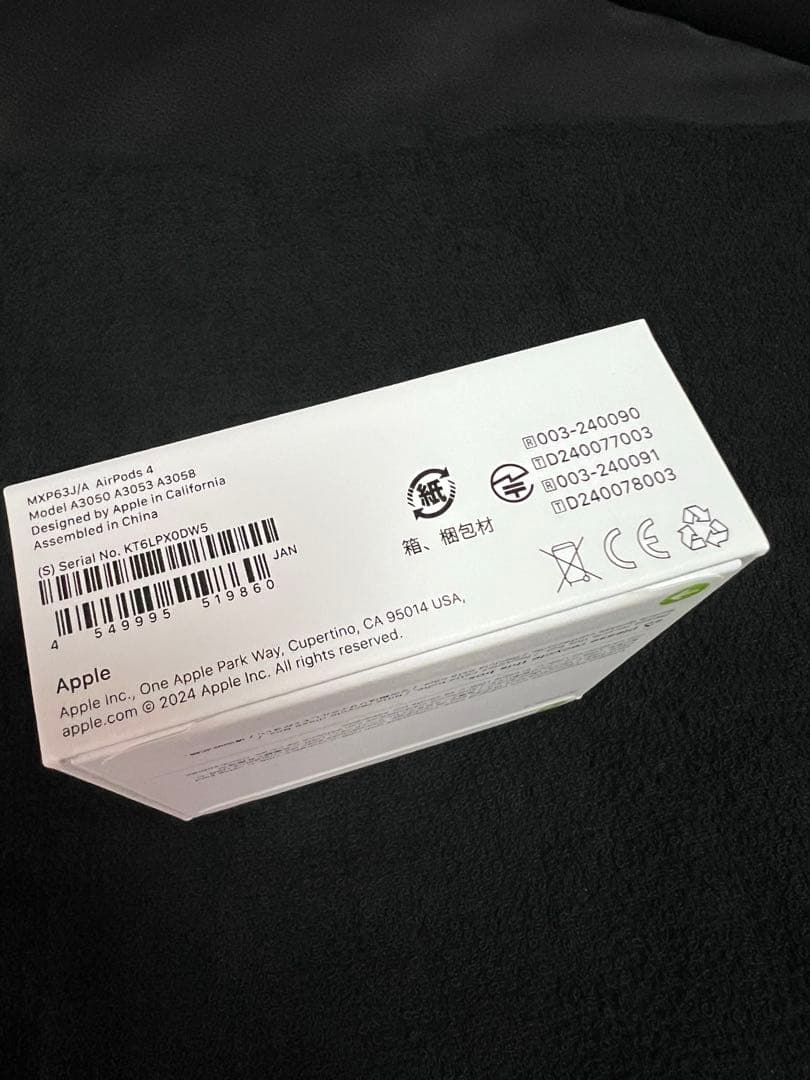 MXP63J/A AirPods 4
Model A3050 A3053 A3058
Designed by Apple in California
Assembled in China
(S) Serial No. KT6LPX0DW5
JAN
4 549995 519860
Apple
Apple Inc., One Apple Park Way, Cupertino, CA 95014 USA,
apple.com © 2024 Apple Inc. All rights reserved.
紙
箱、梱包材
R003-240090
TD240077003
R003-240091
TD240078003
CE